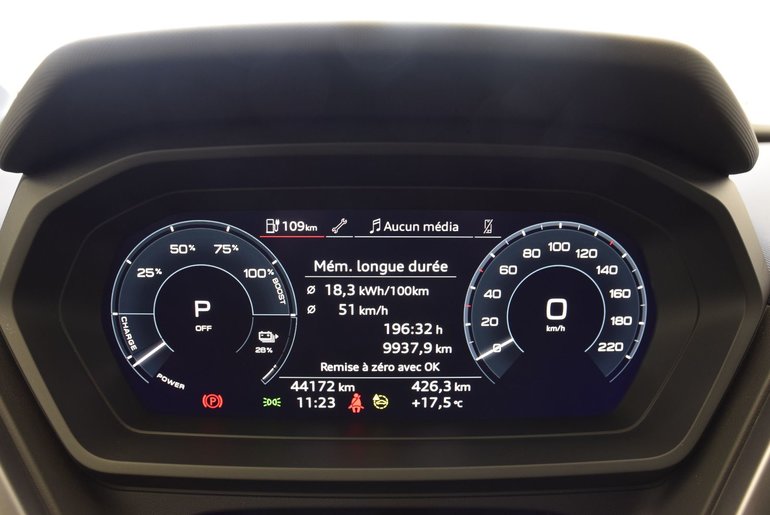 109km
Aucun média
Mém. longue durée
ø 18,3 kWh/100km
ø 51 km/h
196:32 h
9937,9 km
Remise à zéro avec OK
44172 km 426,3 km
11:23 +17,5 °C
25%
50%
75%
100%
BOOST
CHARGE
POWER
P
OFF
26%
0
20
40
60
80
100
120
140
160
180
220
0
km/h
(P)